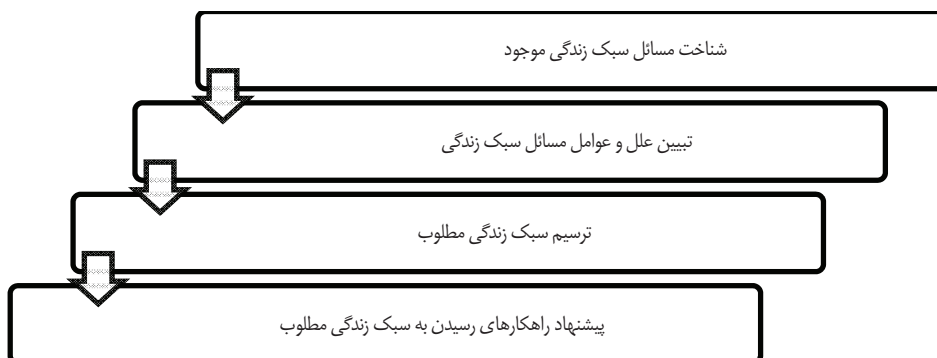 شناخت مسائل سبک زندگی موجود
تبیین علل و عوامل مسائل سبک زندگی
ترسیم سبک زندگی مطلوب
پیشنهاد راهکارهای رسیدن به سبک زندگی مطلوب